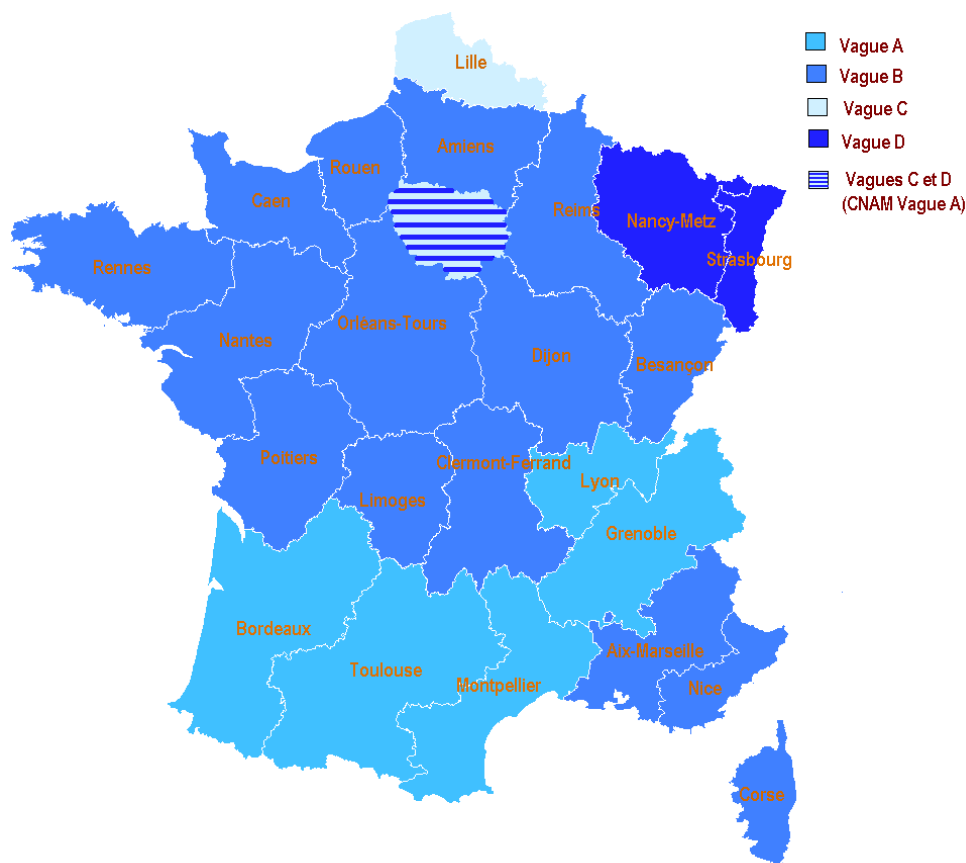 Lille
Vague A
Vague B
Vague C
Vague D
Vagues C et D
(CNAM Vague A)
Amiens
Rouen
Caen
Reims
Nancy-Metz
Strasbourg
Rennes
Orléans-Tours
Nantes
Dijon
Besançon
Poitiers
Clermont-Ferrand
Limoges
Lyon
Grenoble
Bordeaux
Toulouse
Montpellier
Aix-Marseille
Nice
Corse